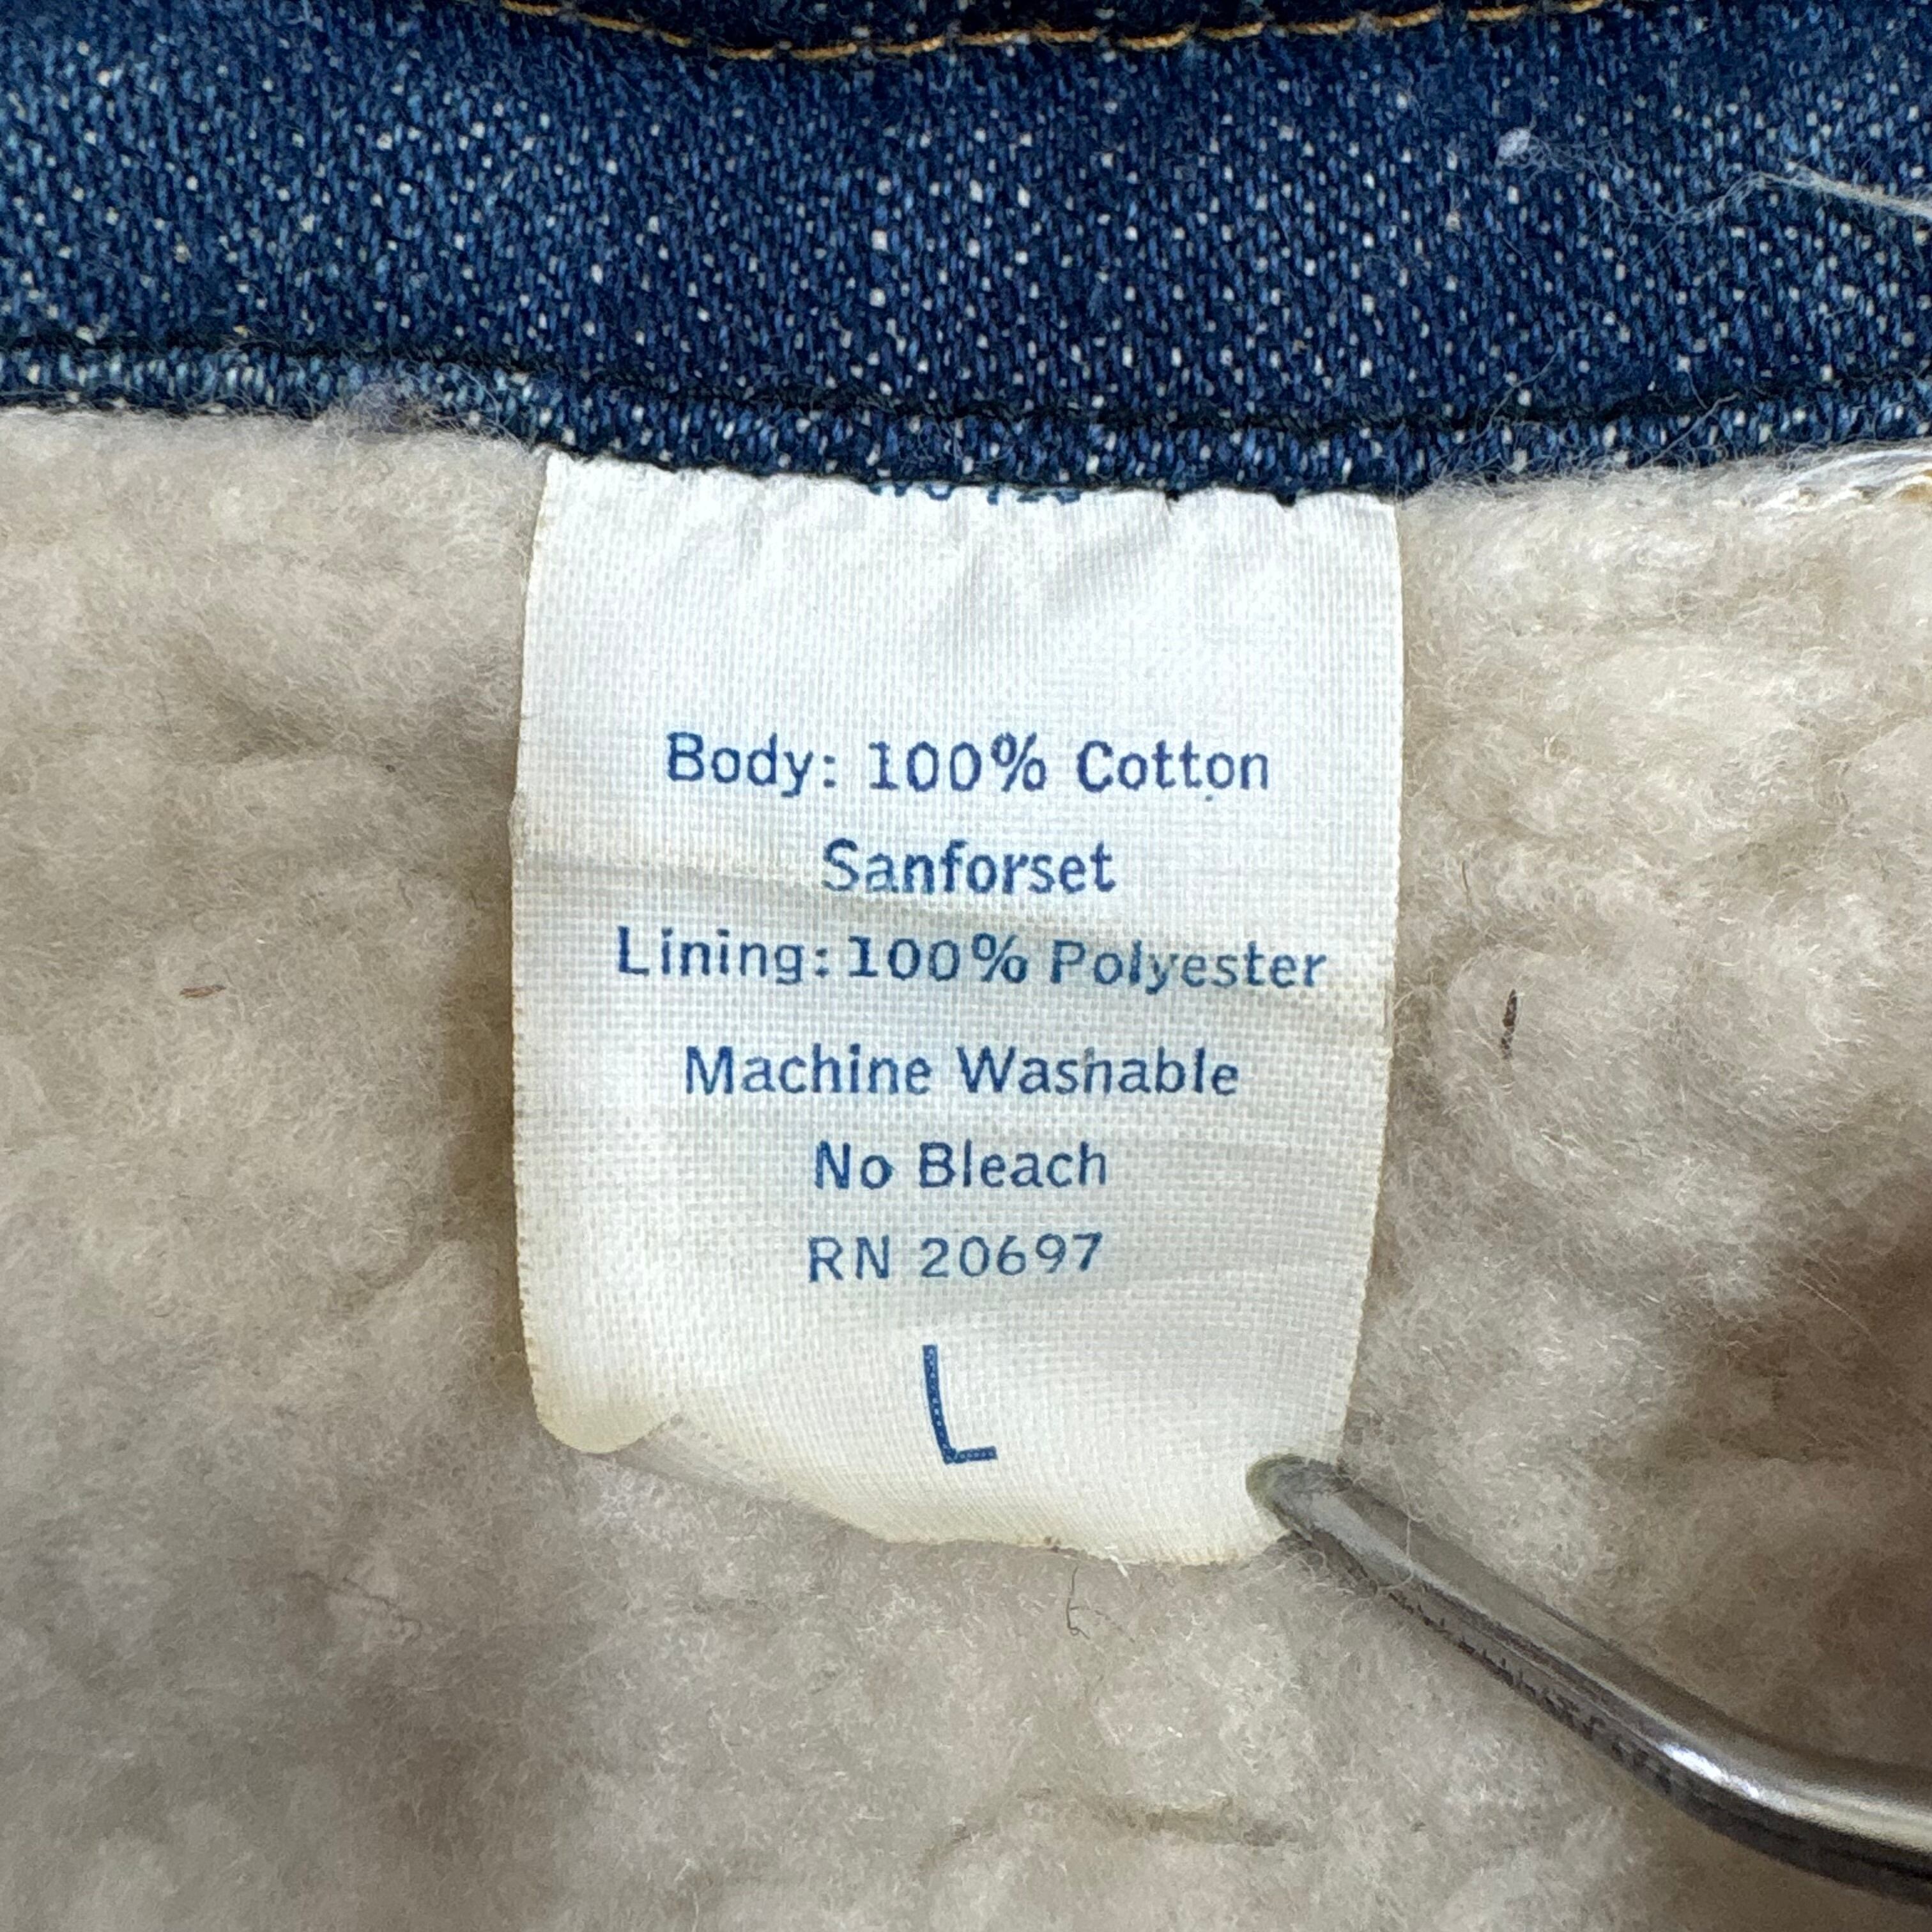 Body: 100% Cotton
Sanforset
Lining: 100% Polyester
Machine Washable
No Bleach
RN 20697
L